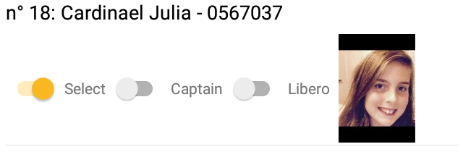 n° 18: Cardinael Julia - 0567037
Select Captain Libero